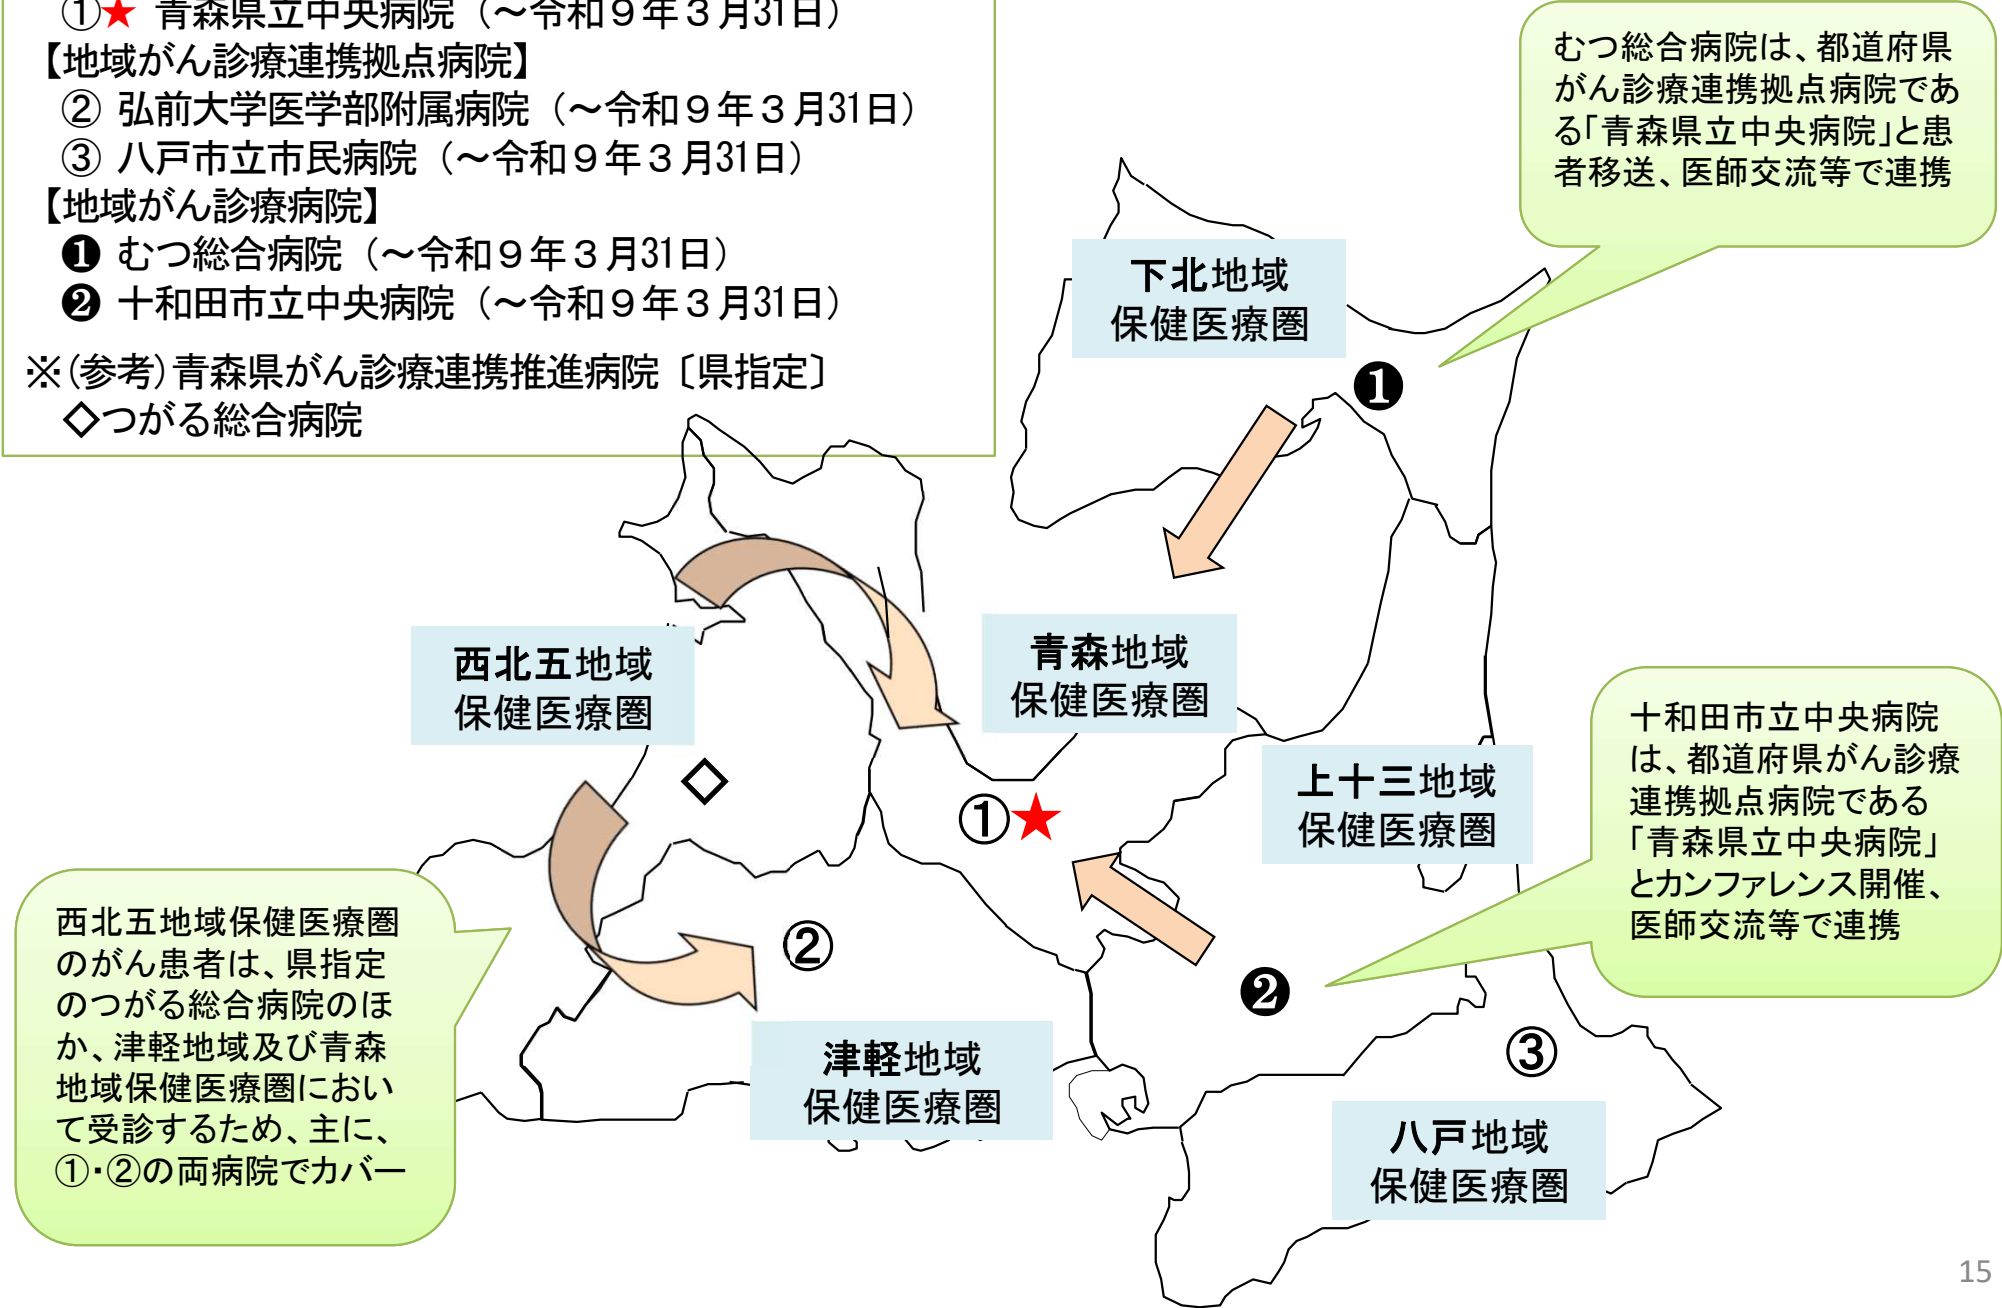 ①★ 青森県立中央病院（～令和９年３月31日）
【地域がん診療連携拠点病院】
② 弘前大学医学部附属病院（～令和９年３月31日）
③ 八戸市立市民病院（～令和９年３月31日）
【地域がん診療病院】
❶ むつ総合病院（～令和９年３月31日）
❷ 十和田市立中央病院（～令和９年３月31日）
※（参考）青森県がん診療連携推進病院〔県指定〕
◇つがる総合病院
むつ総合病院は、都道府県
がん診療連携拠点病院であ
る「青森県立中央病院」と患
者移送、医師交流等で連携
下北地域
保健医療圏
❶
西北五地域
保健医療圏
青森地域
保健医療圏
◇
①★
上十三地域
保健医療圏
十和田市立中央病院
は、都道府県がん診療
連携拠点病院である
「青森県立中央病院」
とカンファレンス開催、
医師交流等で連携
西北五地域保健医療圏
のがん患者は、県指定
のつがる総合病院のほ
か、津軽地域及び青森
地域保健医療圏におい
て受診するため、主に、
①・②の両病院でカバー
②
❷
津軽地域
保健医療圏
③
八戸地域
保健医療圏
15